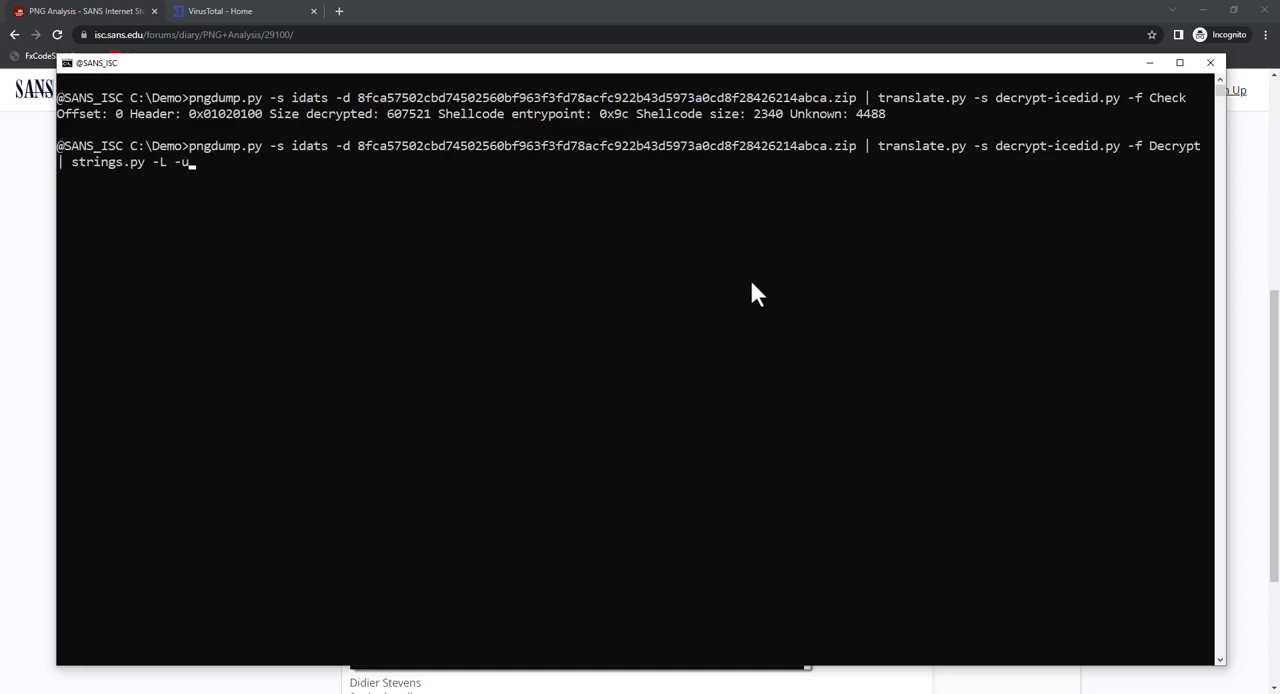 PNG Analysis - SANS Internet St
VirusTotal - Home
isc.sans.edu/forums/diary/PNG+Analysis/29100/
Incognito
FxCodeS
SANS
n Up
@SANS_ISC
@SANS_ISC C:\Demo>pngdump.py -s idats -d 8fca57502cbd74502560bf963f3fd78acfc922b43d5973a0cd8f28426214abca.zip | translate.py -s decrypt-icedid.py -f Check
Offset: 0 Header: 0x01020100 Size decrypted: 607521 Shellcode entrypoint: 0x9c Shellcode size: 2340 Unknown: 4488
@SANS_ISC C:\Demo>pngdump.py -s idats -d 8fca57502cbd74502560bf963f3fd78acfc922b43d5973a0cd8f28426214abca.zip | translate.py -s decrypt-icedid.py -f Decrypt
| strings.py -L -u_
Didier Stevens